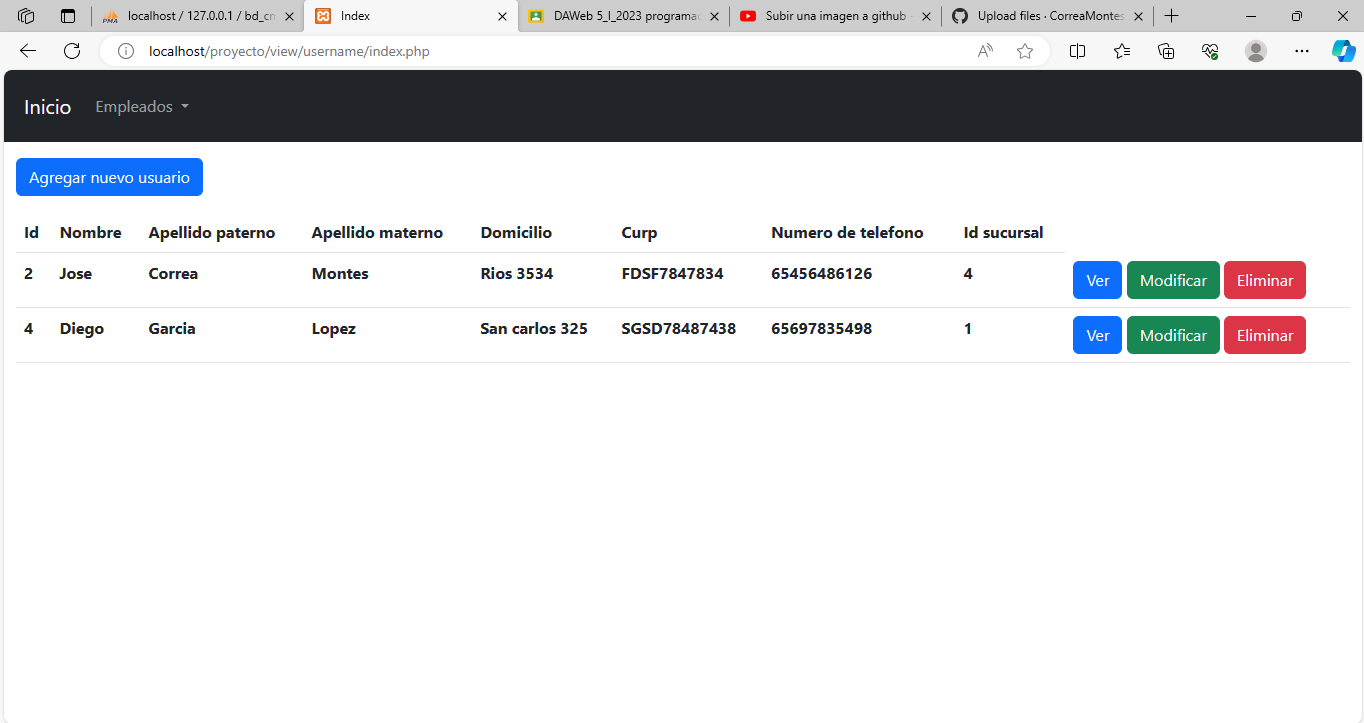 localhost / 127.0.0.1 / bd_cr
Index
DAWeb 5_I_2023 programac
Subir una imagen a github -
Upload files · CorreaMontes
localhost/proyecto/view/username/index.php
Inicio Empleados
Agregar nuevo usuario
Id Nombre Apellido paterno Apellido materno Domicilio Curp Numero de telefono Id sucursal
2 Jose Correa Montes Rios 3534 FDSF7847834 65456486126 4 Ver Modificar Eliminar
4 Diego Garcia Lopez San carlos 325 SGSD78487438 65697835498 1 Ver Modificar Eliminar